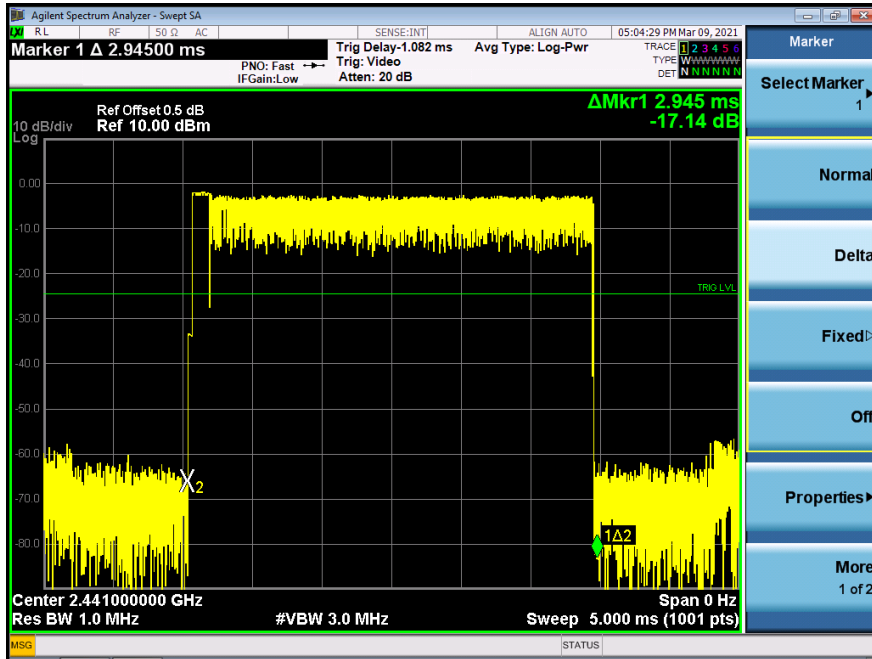 Agilent Spectrum Analyzer - Swept SA
LXI RL RF 50 Ω AC SENSE:INT ALIGN AUTO 05:04:29 PM Mar 09, 2021
Marker 1 Δ 2.94500 ms
PNO: Fast
IFGain:Low
Trig Delay-1.082 ms
Trig: Video
Atten: 20 dB
Avg Type: Log-Pwr
TRACE 1 2 3 4 5 6
TYPE WWWWWW
DET N N N N N N
Ref Offset 0.5 dB
Ref 10.00 dBm
10 dB/div
Log
ΔMkr1 2.945 ms
-17.14 dB
0.00
-10.0
-20.0
TRIG LVL
-30.0
-40.0
-50.0
-60.0
X2
-70.0
-80.0
1Δ2
Center 2.441000000 GHz
Span 0 Hz
Res BW 1.0 MHz
#VBW 3.0 MHz
Sweep 5.000 ms (1001 pts)
MSG
STATUS
Marker
Select Marker
1
Normal
Delta
Fixed
Off
Properties
More
1 of 2